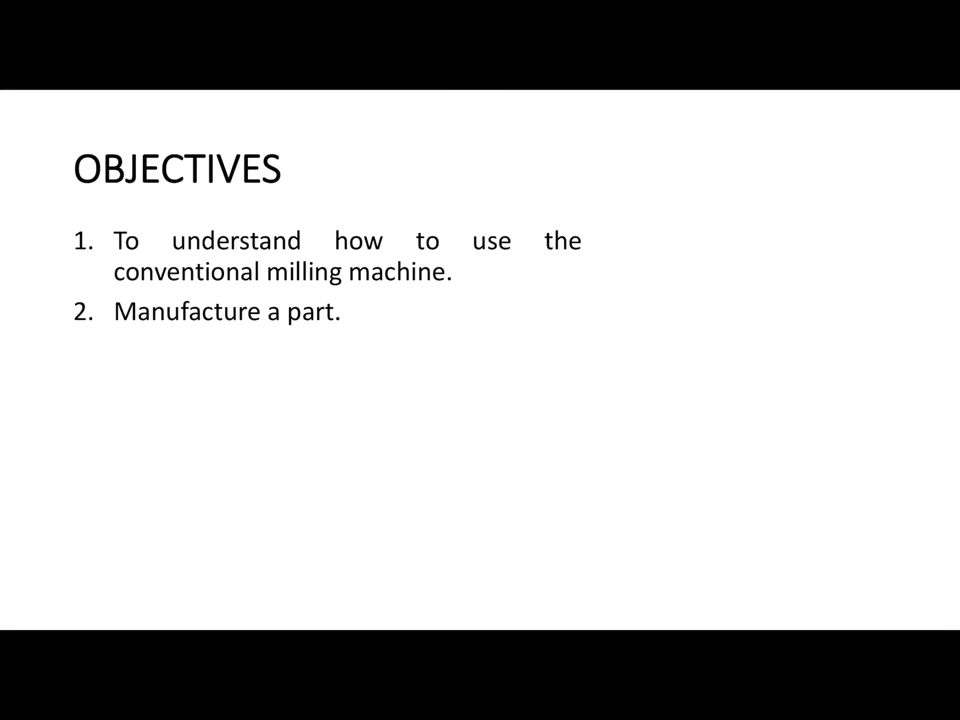 OBJECTIVES
1. To understand how to use the
conventional milling machine.
2. Manufacture a part.